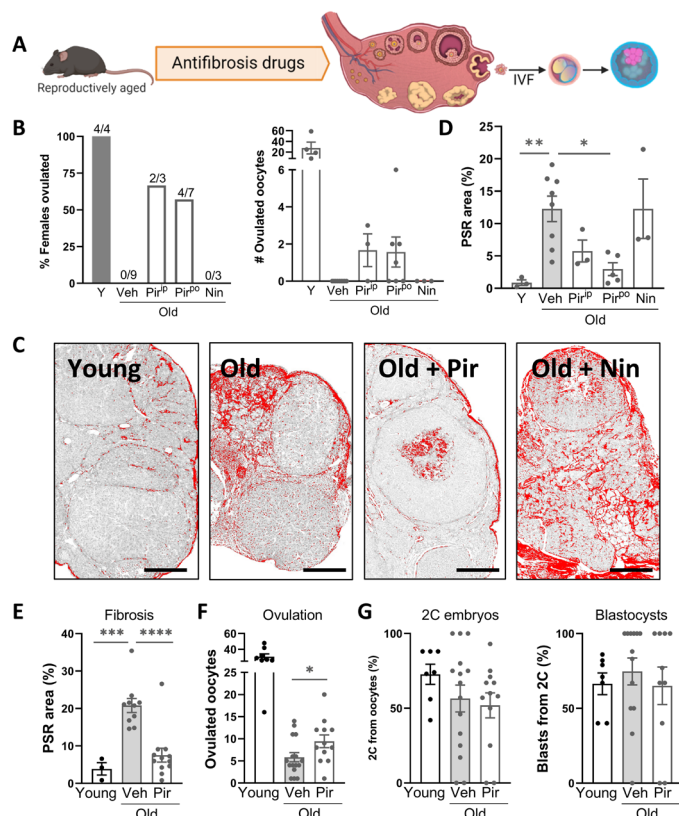 A
Antifibrosis drugs
Reproductively aged
IVF
B
% Females ovulated
100
75
50
25
0
4/4
0/9
2/3
4/7
0/3
Y Veh Pir^ip Pir^po Nin
Old
# Ovulated oocytes
60
40
20
6
4
2
0
Y Veh Pir^ip Pir^po Nin
Old
D
PSR area (%)
25
20
15
10
5
0
** *
Y Veh Pir^ip Pir^po Nin
Old
C
Young
Old
Old + Pir
Old + Nin
E
Fibrosis
PSR area (%)
40
30
20
10
0
*** ****
Young Veh Pir
Old
F
Ovulation
Ovulated oocytes
60
40
20
25
20
15
10
5
0
*
Young Veh Pir
Old
G
2C embryos
2C from oocytes (%)
100
50
0
Young Veh Pir
Old
Blastocysts
Blasts from 2C (%)
100
50
0
Young Veh Pir
Old